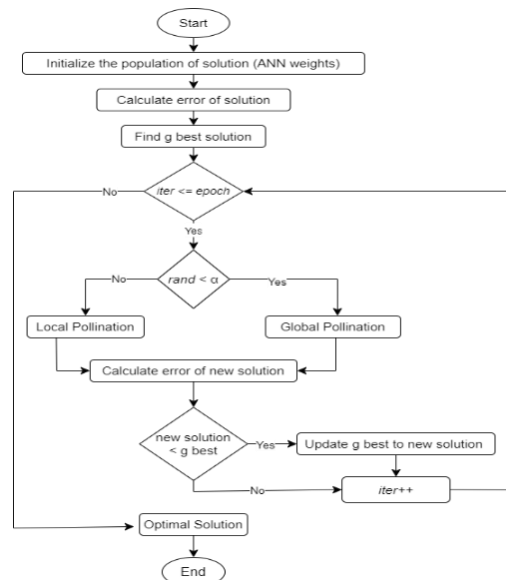 Start
Initialize the population of solution (ANN weights)
Calculate error of solution
Find g best solution
No
iter <= epoch
Yes
No
rand < α
Yes
Local Pollination
Global Pollination
Calculate error of new solution
new solution
< g best
Yes
Update g best to new solution
No
iter++
Optimal Solution
End